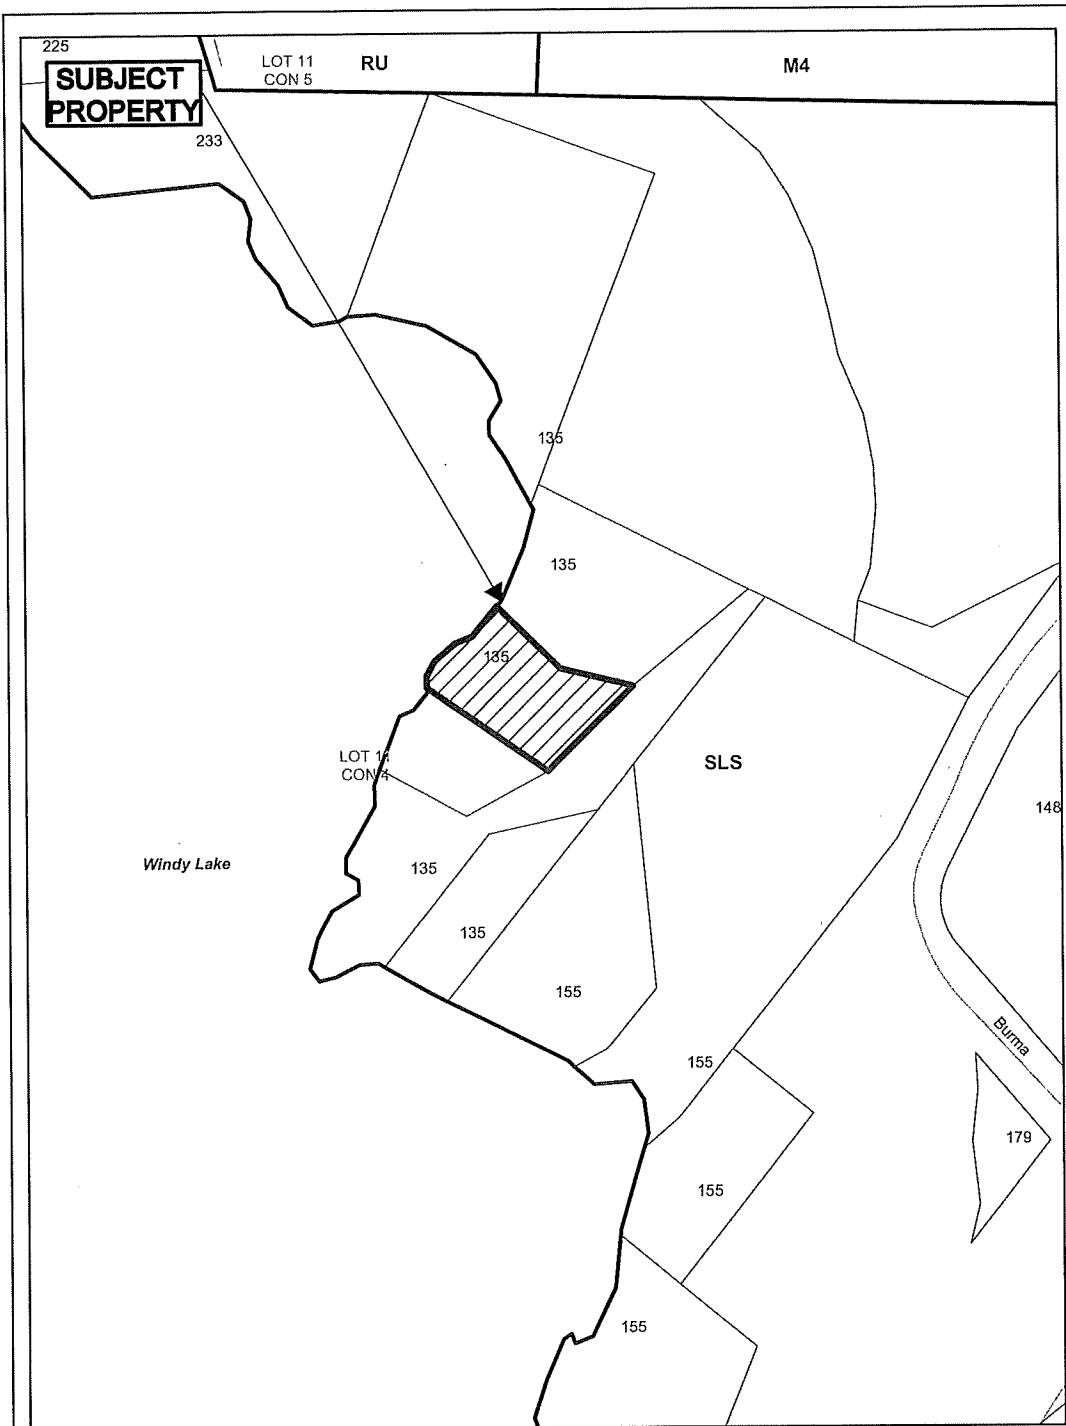 225
LOT 11
CON 5
RU
M4
SUBJECT
PROPERTY
233
135
135
135
LOT 11
CON 4
SLS
148
Windy Lake
135
135
155
Burma
155
179
155
155